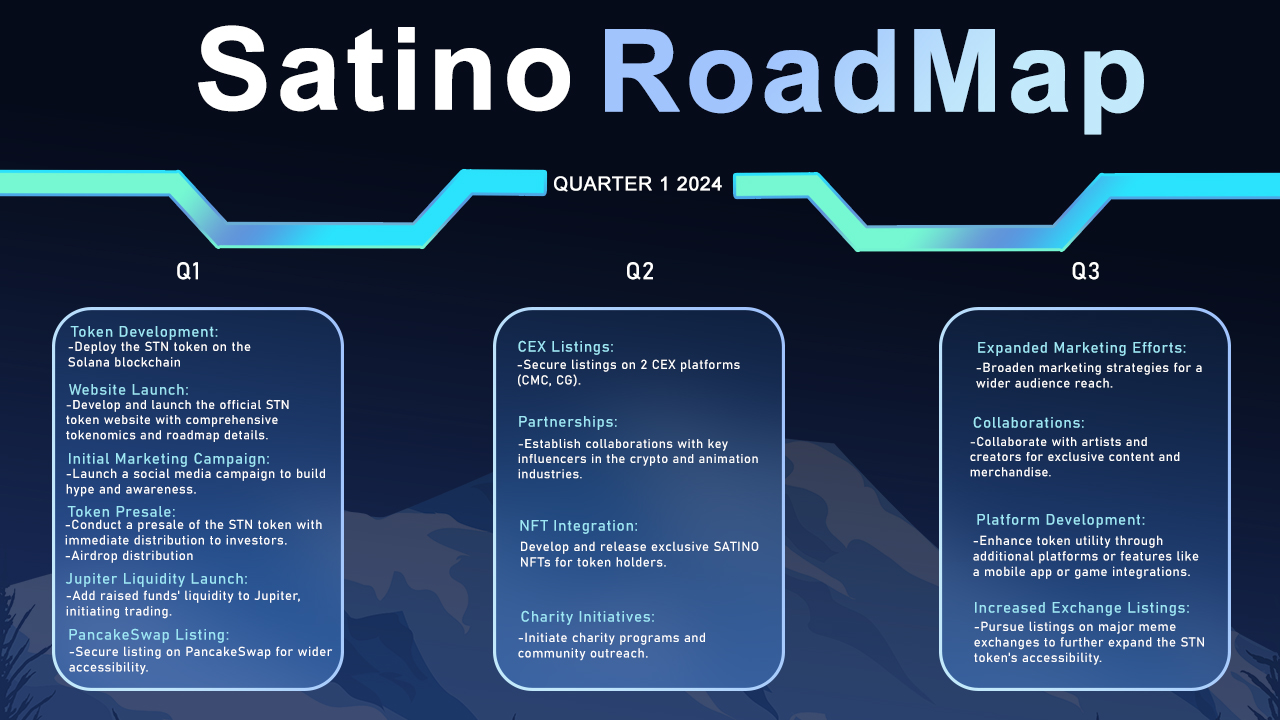 Satino RoadMap
QUARTER 1 2024
Q1
Token Development:
-Deploy the STN token on the
Solana blockchain
Website Launch:
-Develop and launch the official STN
token website with comprehensive
tokenomics and roadmap details.
Initial Marketing Campaign:
-Launch a social media campaign to build
hype and awareness.
Token Presale:
-Conduct a presale of the STN token with
immediate distribution to investors.
-Airdrop distribution
Jupiter Liquidity Launch:
-Add raised funds' liquidity to Jupiter,
initiating trading.
PancakeSwap Listing:
-Secure listing on PancakeSwap for wider
accessibility.
Q2
CEX Listings:
-Secure listings on 2 CEX platforms
(CMC, CG).
Partnerships:
-Establish collaborations with key
influencers in the crypto and animation
industries.
NFT Integration:
Develop and release exclusive SATINO
NFTs for token holders.
Charity Initiatives:
-Initiate charity programs and
community outreach.
Q3
Expanded Marketing Efforts:
-Broaden marketing strategies for a
wider audience reach.
Collaborations:
-Collaborate with artists and
creators for exclusive content and
merchandise.
Platform Development:
-Enhance token utility through
additional platforms or features like
a mobile app or game integrations.
Increased Exchange Listings:
-Pursue listings on major meme
exchanges to further expand the STN
token's accessibility.